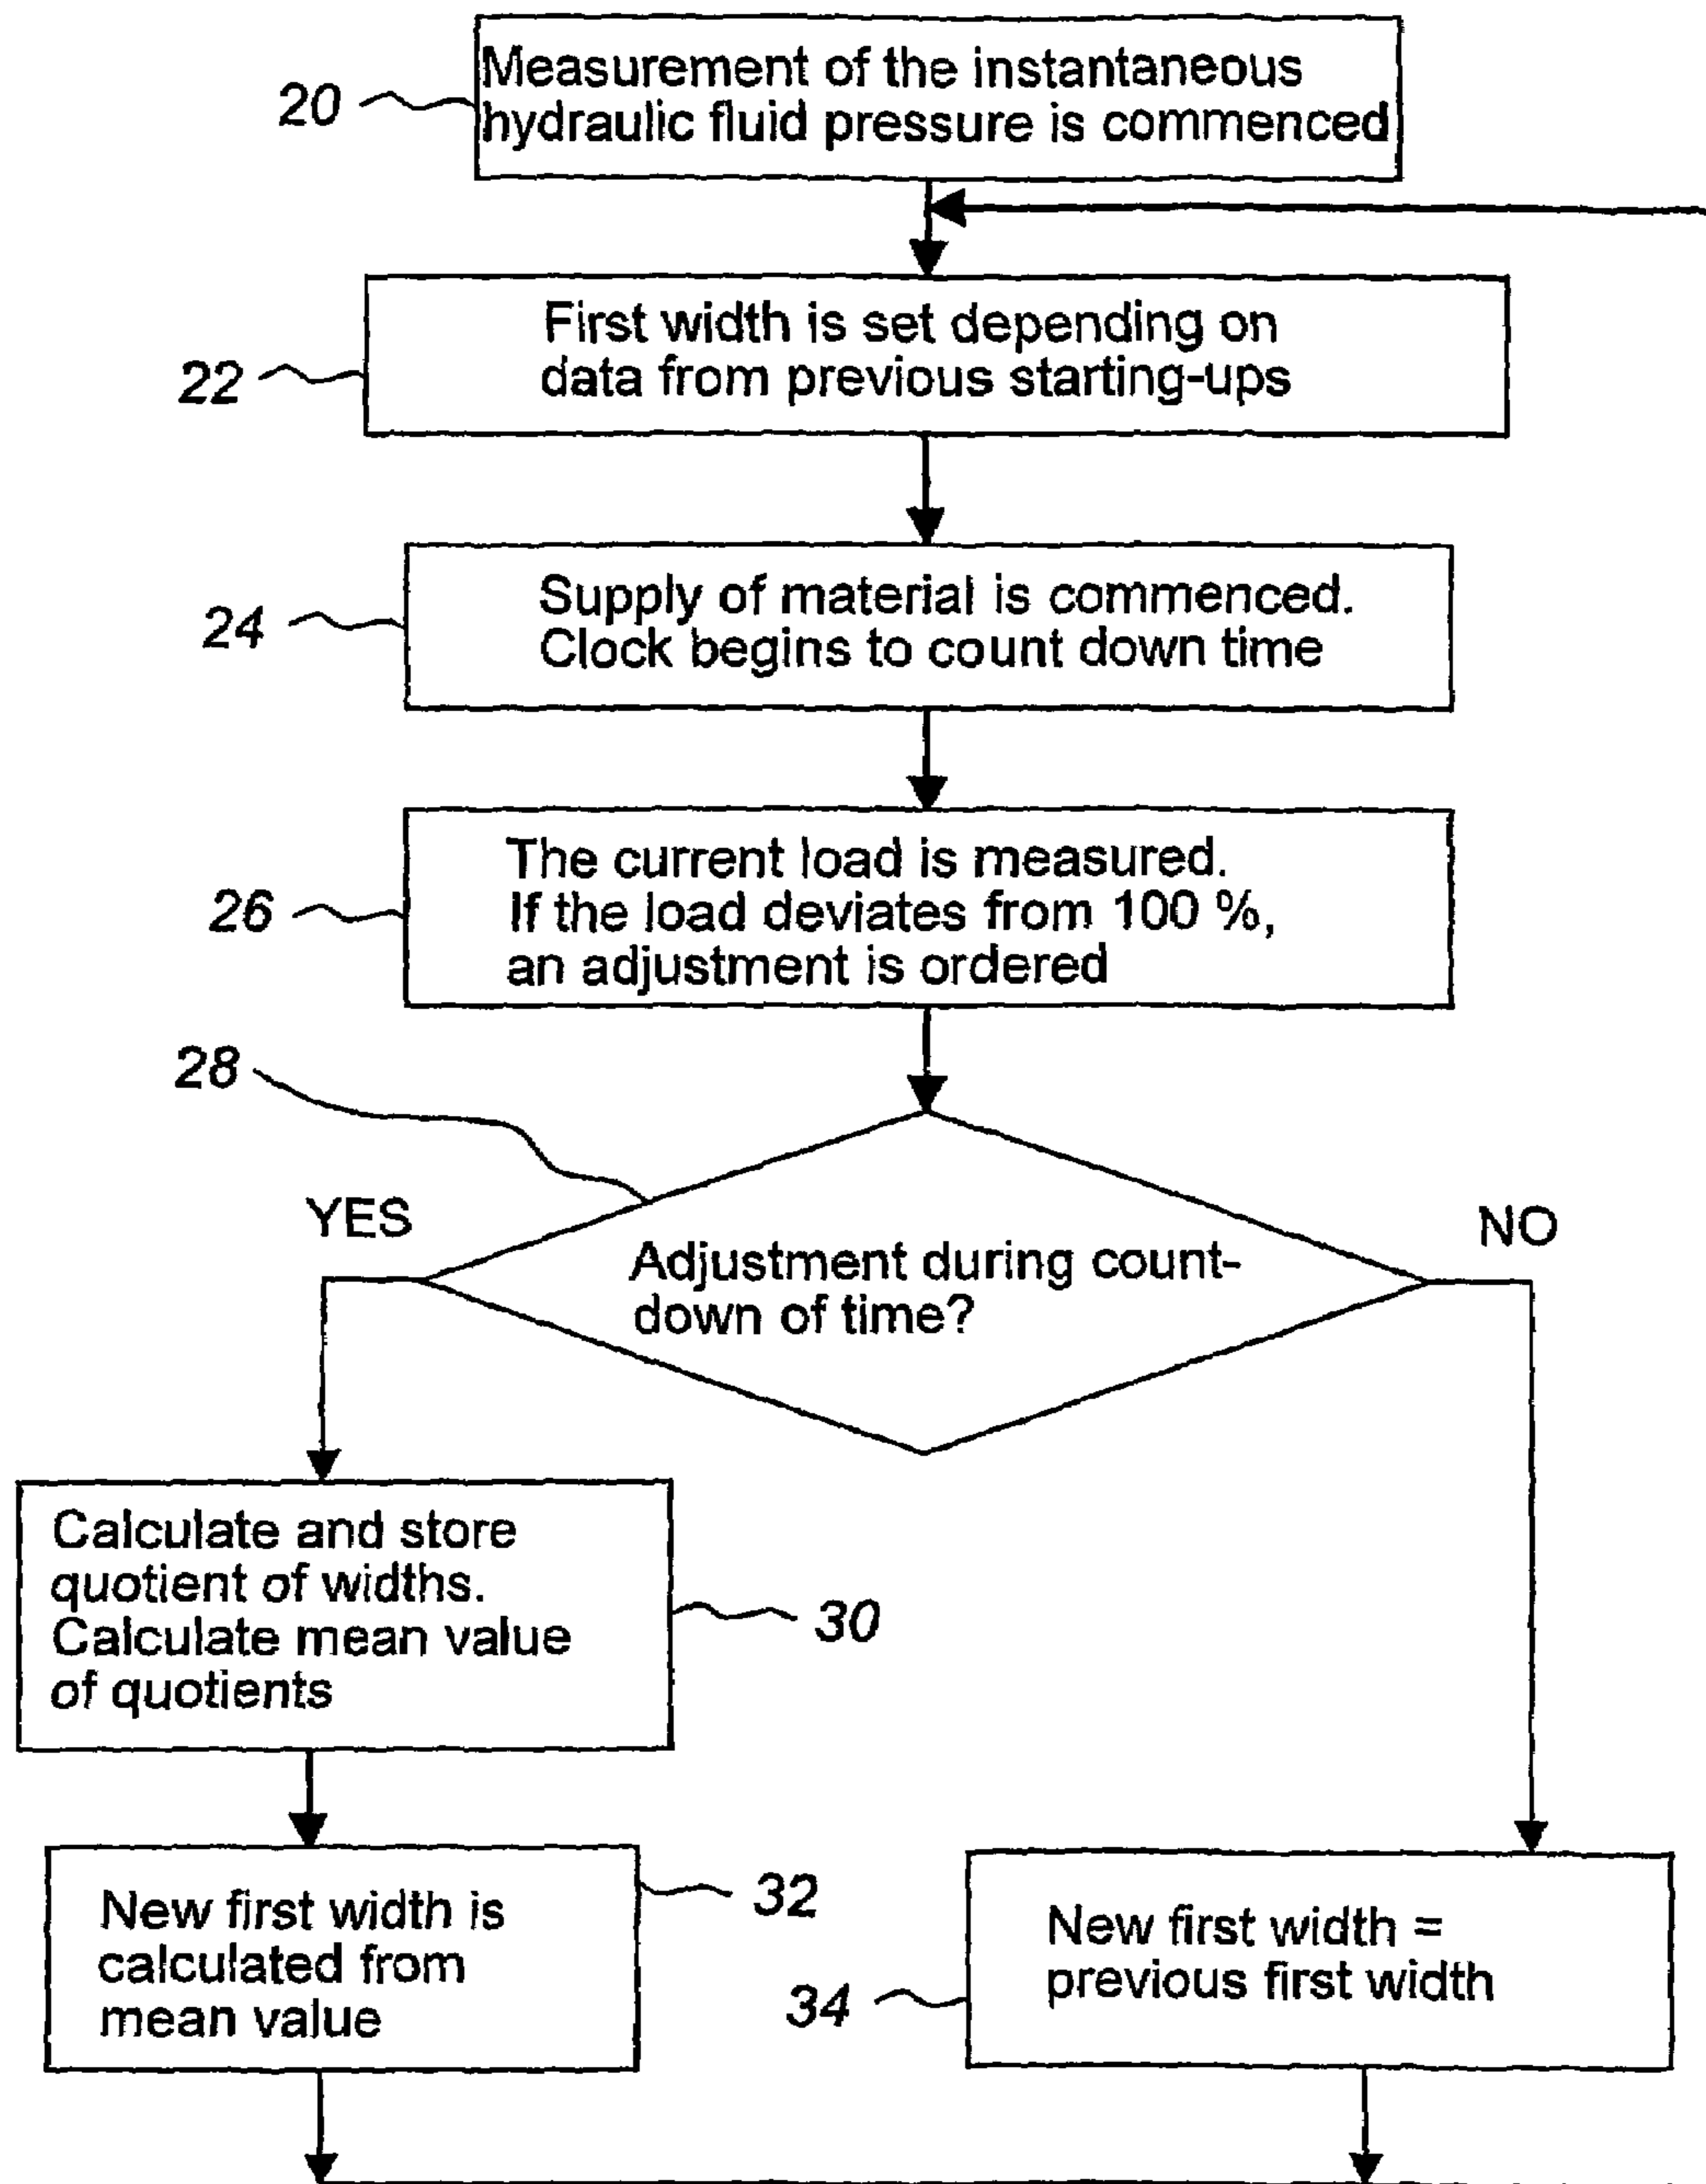 20
Measurement of the instantaneous
hydraulic fluid pressure is commenced
22
First width is set depending on
data from previous starting-ups
24
Supply of material is commenced.
Clock begins to count down time
26
The current load is measured.
If the load deviates from 100 %,
an adjustment is ordered
28
YES
NO
Adjustment during count-
down of time?
Calculate and store
quotient of widths.
Calculate mean value
of quotients
30
New first width is
calculated from
mean value
32
34
New first width =
previous first width